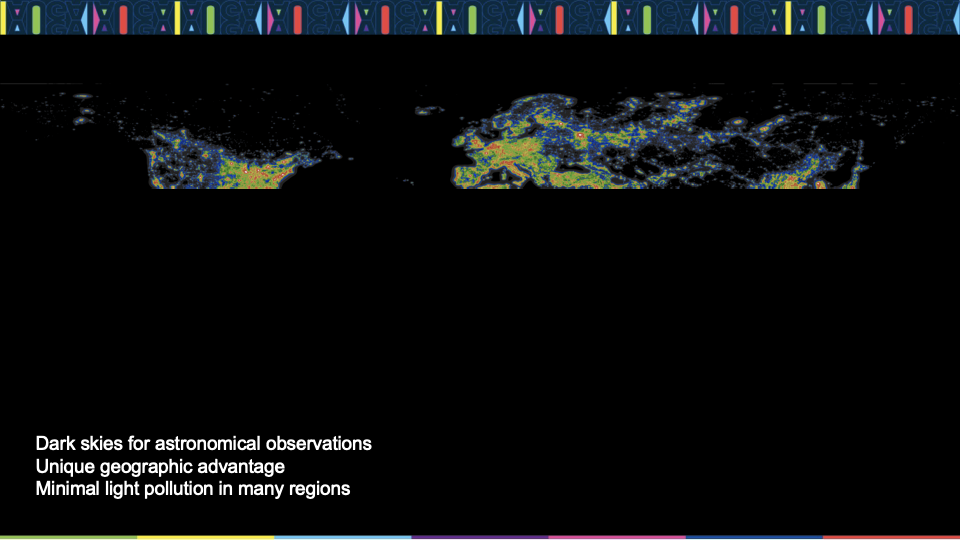 Dark skies for astronomical observations
Unique geographic advantage
Minimal light pollution in many regions